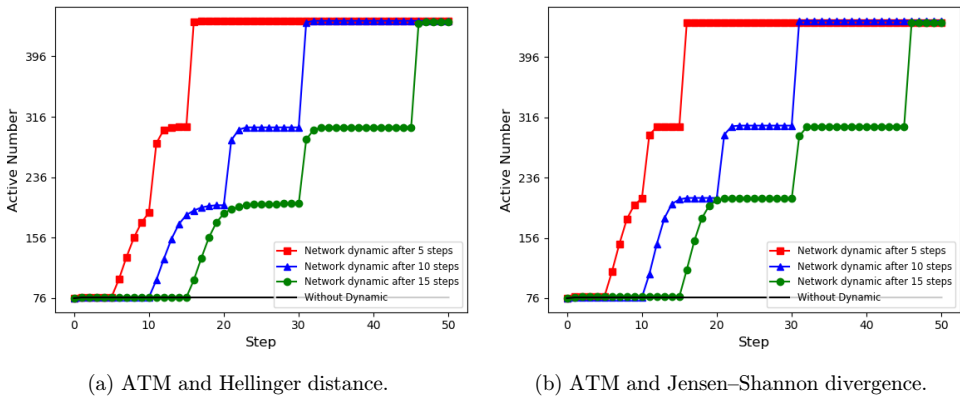 Active Number
396
316
236
156
76
Network dynamic after 5 steps
Network dynamic after 10 steps
Network dynamic after 15 steps
Without Dynamic
0 10 20 30 40 50
Step
(a) ATM and Hellinger distance.
Active Number
396
316
236
156
76
Network dynamic after 5 steps
Network dynamic after 10 steps
Network dynamic after 15 steps
Without Dynamic
0 10 20 30 40 50
Step
(b) ATM and Jensen–Shannon divergence.